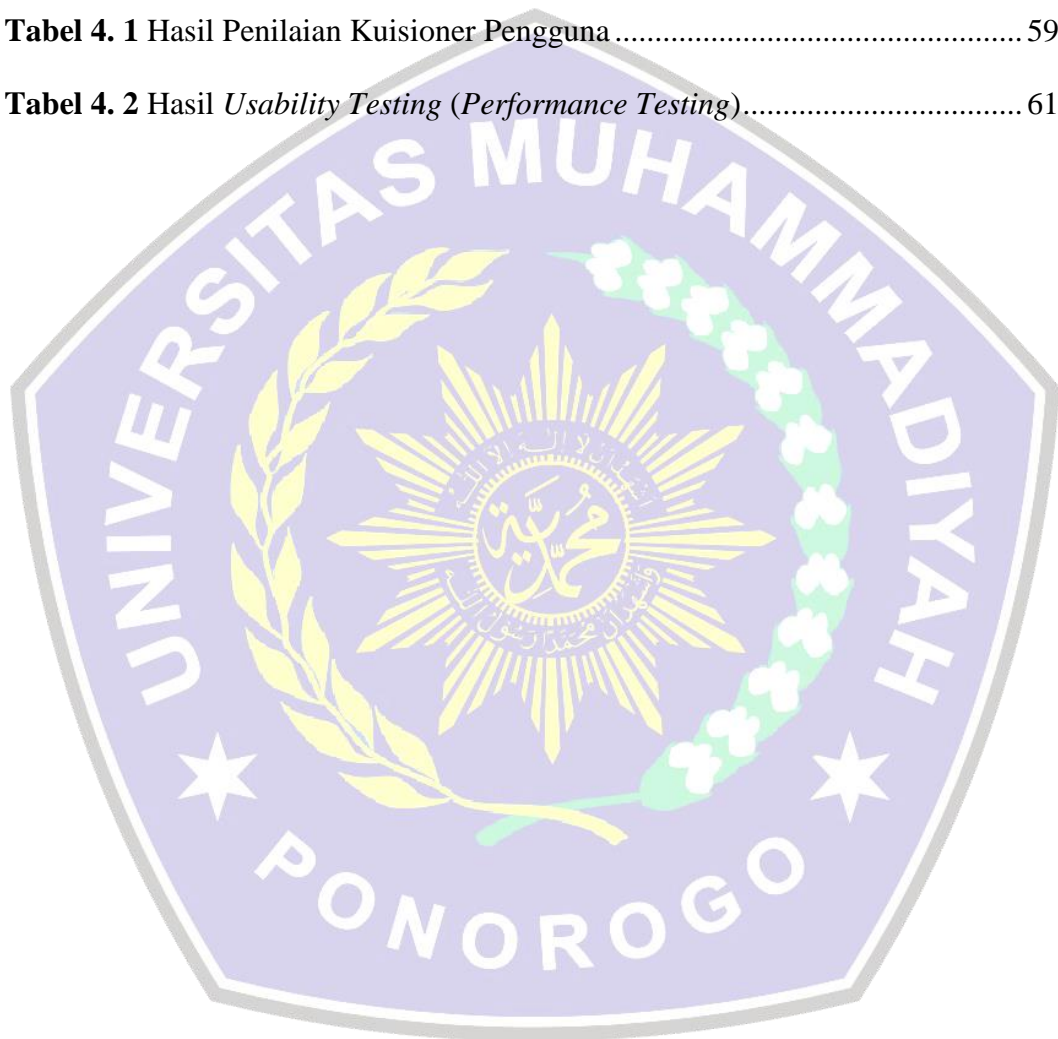 Tabel 4. 1 Hasil Penilaian Kuisioner Pengguna ................................................. 59
Tabel 4. 2 Hasil Usability Testing (Performance Testing) ................................. 61
UNIVERSITAS MUHAMMADIYAH
محمدية
PONOROGO